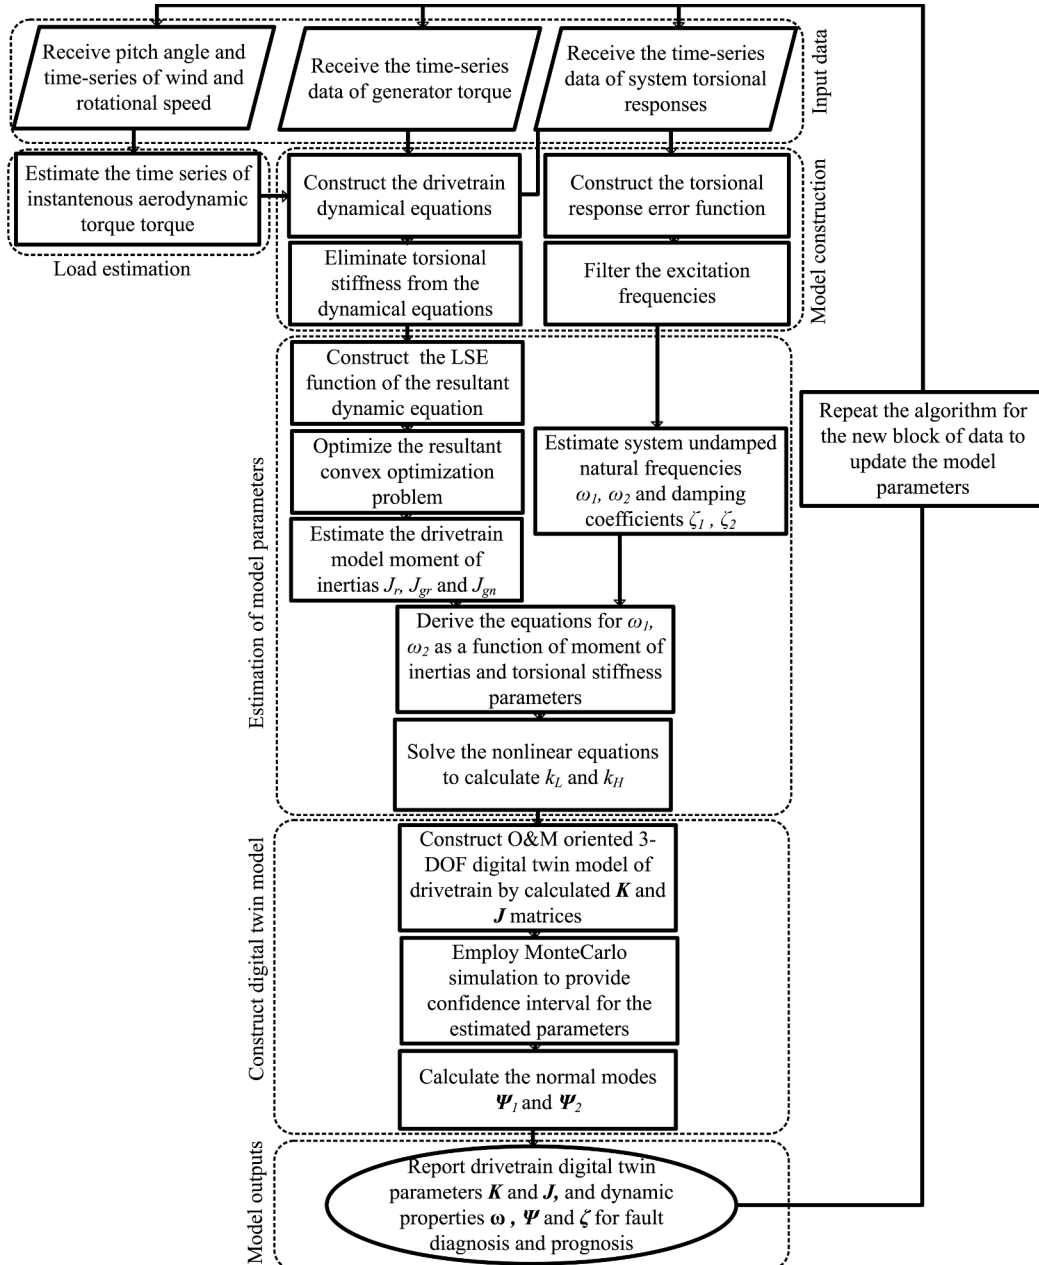 Receive pitch angle and
time-series of wind and
rotational speed
Receive the time-series
data of generator torque
Receive the time-series
data of system torsional
responses
Input data
Estimate the time series of
instantenous aerodynamic
torque torque
Load estimation
Construct the drivetrain
dynamical equations
Construct the torsional
response error function
Eliminate torsional
stiffness from the
dynamical equations
Filter the excitation
frequencies
Model construction
Construct the LSE
function of the resultant
dynamic equation
Optimize the resultant
convex optimization
problem
Estimate the drivetrain
model moment of
inertias J_r, J_gr and J_gn
Estimate system undamped
natural frequencies
ω_1, ω_2 and damping
coefficients ζ_1 , ζ_2
Repeat the algorithm for
the new block of data to
update the model
parameters
Derive the equations for ω_1,
ω_2 as a function of moment of
inertias and torsional stiffness
parameters
Solve the nonlinear equations
to calculate k_L and k_H
Estimation of model parameters
Construct O&M oriented 3-
DOF digital twin model of
drivetrain by calculated K and
J matrices
Employ MonteCarlo
simulation to provide
confidence interval for the
estimated parameters
Calculate the normal modes
Ψ_1 and Ψ_2
Construct digital twin model
Report drivetrain digital twin
parameters K and J, and dynamic
properties ω , Ψ and ζ for fault
diagnosis and prognosis
Model outputs